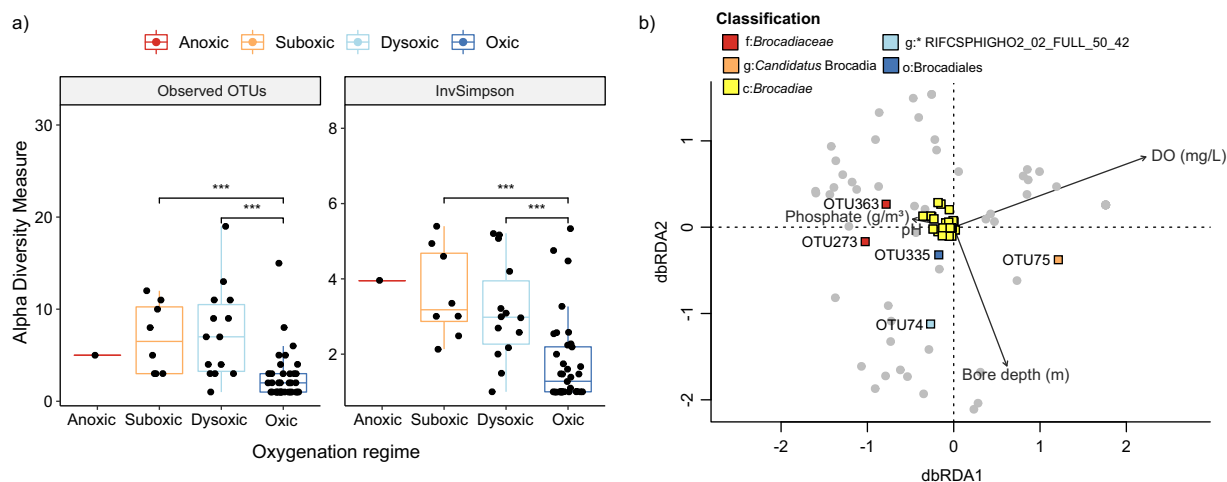 a)
Anoxic Suboxic Dysoxic Oxic
Observed OTUs
InvSimpson
Alpha Diversity Measure
30
20
10
0
8
6
4
2
***
***
***
***
Anoxic Suboxic Dysoxic Oxic
Anoxic Suboxic Dysoxic Oxic
Oxygenation regime
b)
Classification
f:Brocadiaceae
g:Candidatus Brocadia
c:Brocadiae
g:* RIFCSPHIGHO2_02_FULL_50_42
o:Brocadiales
DO (mg/L)
OTU363
Phosphate (g/m³)
pH
OTU273
OTU335
OTU75
OTU74
Bore depth (m)
dbRDA2
1
0
-1
-2
-2 -1 0 1 2
dbRDA1